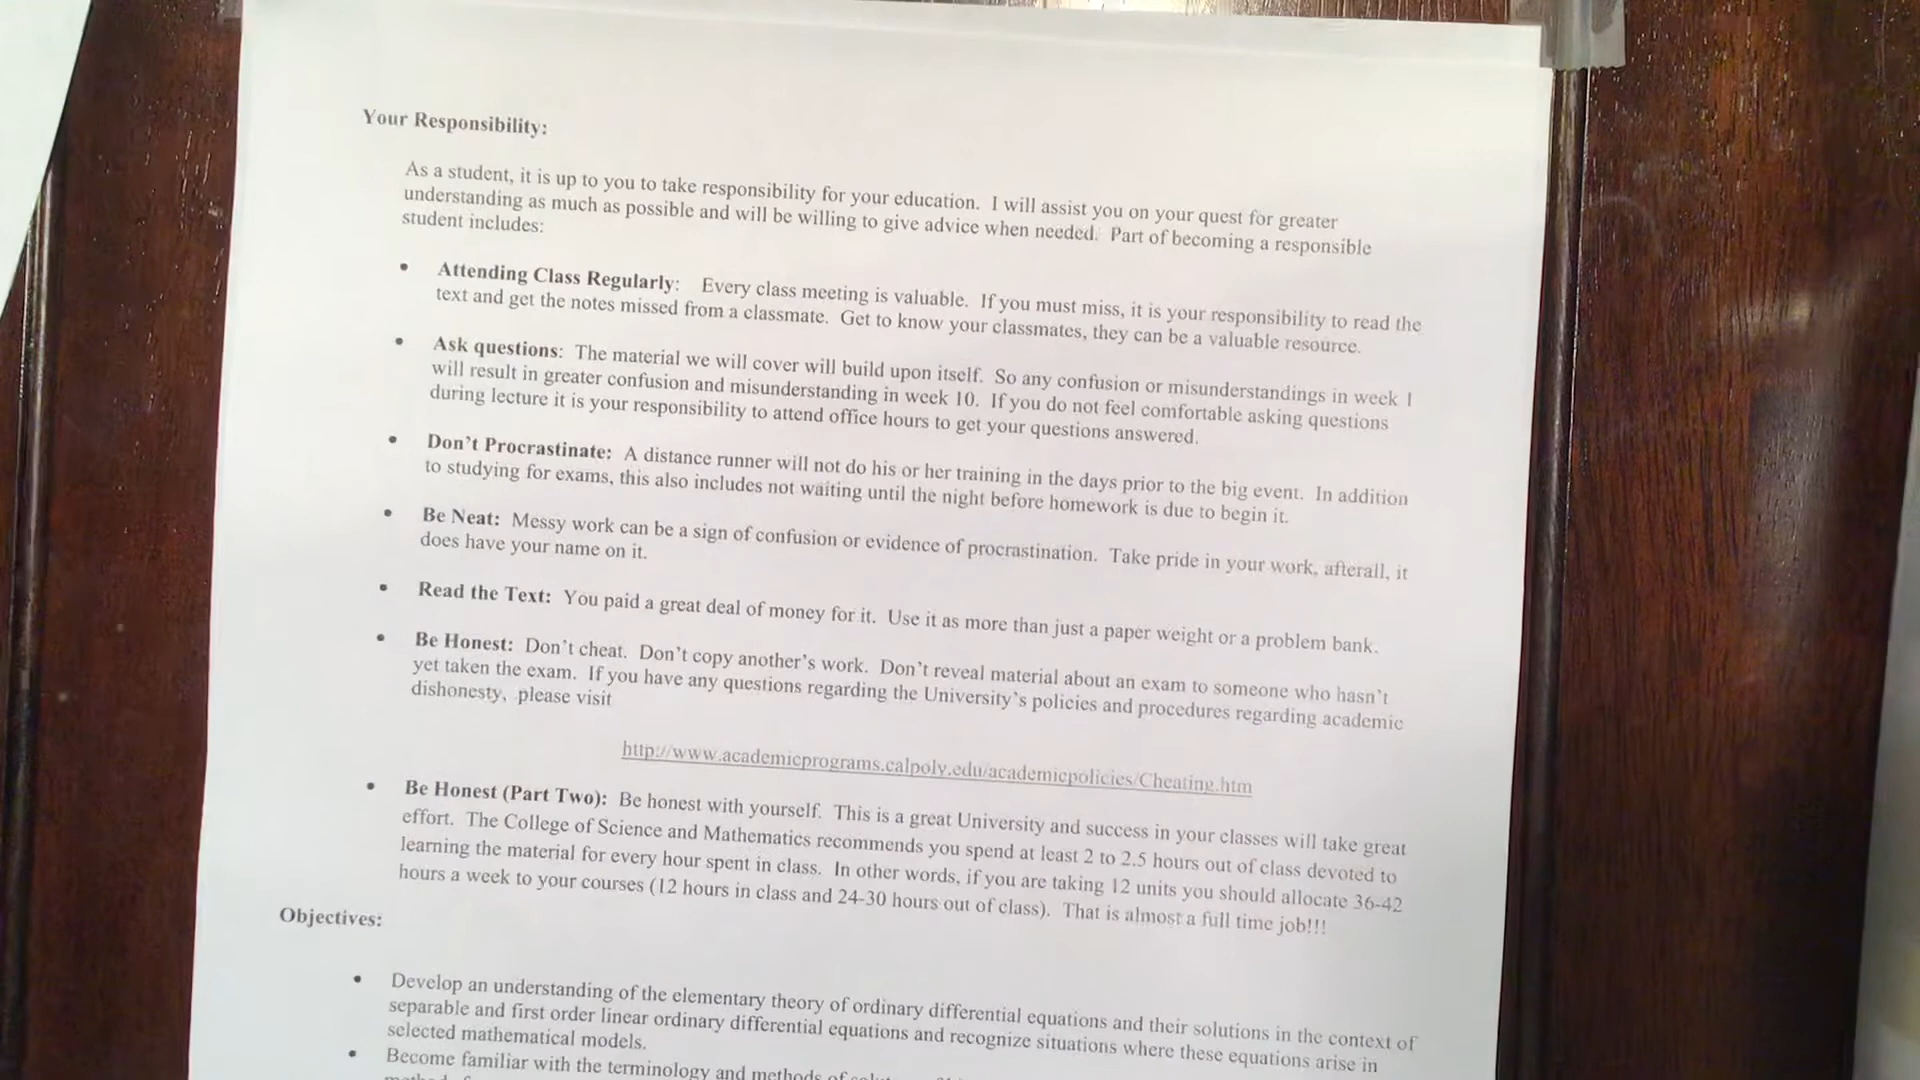 Your Responsibility:
As a student, it is up to you to take responsibility for your education. I will assist you on your quest for greater
understanding as much as possible and will be willing to give advice when needed. Part of becoming a responsible
student includes:
• Attending Class Regularly: Every class meeting is valuable. If you must miss, it is your responsibility to read the
text and get the notes missed from a classmate. Get to know your classmates, they can be a valuable resource.
• Ask questions: The material we will cover will build upon itself. So any confusion or misunderstandings in week 1
will result in greater confusion and misunderstanding in week 10. If you do not feel comfortable asking questions
during lecture it is your responsibility to attend office hours to get your questions answered.
• Don't Procrastinate: A distance runner will not do his or her training in the days prior to the big event. In addition
to studying for exams, this also includes not waiting until the night before homework is due to begin it.
• Be Neat: Messy work can be a sign of confusion or evidence of procrastination. Take pride in your work, afterall, it
does have your name on it.
• Read the Text: You paid a great deal of money for it. Use it as more than just a paper weight or a problem bank.
• Be Honest: Don't cheat. Don't copy another's work. Don't reveal material about an exam to someone who hasn't
yet taken the exam. If you have any questions regarding the University's policies and procedures regarding academic
dishonesty, please visit
http://www.academicprograms.calpoly.edu/academicpolicies/Cheating.htm
• Be Honest (Part Two): Be honest with yourself. This is a great University and success in your classes will take great
effort. The College of Science and Mathematics recommends you spend at least 2 to 2.5 hours out of class devoted to
learning the material for every hour spent in class. In other words, if you are taking 12 units you should allocate 36-42
hours a week to your courses (12 hours in class and 24-30 hours out of class). That is almost a full time job!!!
Objectives:
• Develop an understanding of the elementary theory of ordinary differential equations and their solutions in the context of
separable and first order linear ordinary differential equations and recognize situations where these equations arise in
selected mathematical models.
• Become familiar with the terminology and methods of